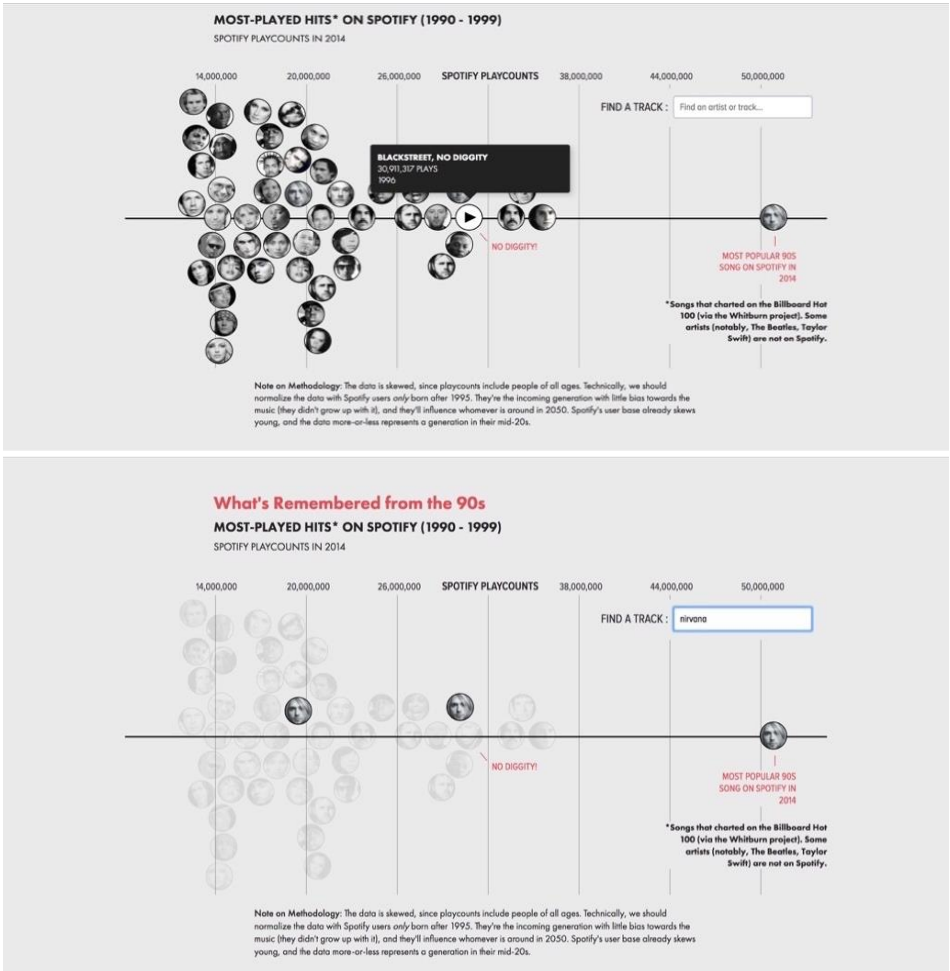 MOST-PLAYED HITS* ON SPOTIFY (1990 - 1999)
SPOTIFY PLAYCOUNTS IN 2014
14,000,000 20,000,000 26,000,000 SPOTIFY PLAYCOUNTS 38,000,000 44,000,000 50,000,000
FIND A TRACK : Find an artist or track...
BLACKSTREET, NO DIGGITY
30,911,317 PLAYS
1996
NO DIGGITY!
MOST POPULAR 90S
SONG ON SPOTIFY IN
2014
*Songs that charted on the Billboard Hot
100 (via the Whitburn project). Some
artists (notably, The Beatles, Taylor
Swift) are not on Spotify.
Note on Methodology: The data is skewed, since playcounts include people of all ages. Technically, we should
normalize the data with Spotify users only born after 1995. They're the incoming generation with little bias towards the
music (they didn't grow up with it), and they'll influence whomever is around in 2050. Spotify's user base already skews
young, and the data more-or-less represents a generation in their mid-20s.
What's Remembered from the 90s
MOST-PLAYED HITS* ON SPOTIFY (1990 - 1999)
SPOTIFY PLAYCOUNTS IN 2014
14,000,000 20,000,000 26,000,000 SPOTIFY PLAYCOUNTS 38,000,000 44,000,000 50,000,000
FIND A TRACK : nirvana
NO DIGGITY!
MOST POPULAR 90S
SONG ON SPOTIFY IN
2014
*Songs that charted on the Billboard Hot
100 (via the Whitburn project). Some
artists (notably, The Beatles, Taylor
Swift) are not on Spotify.
Note on Methodology: The data is skewed, since playcounts include people of all ages. Technically, we should
normalize the data with Spotify users only born after 1995. They're the incoming generation with little bias towards the
music (they didn't grow up with it), and they'll influence whomever is around in 2050. Spotify's user base already skews
young, and the data more-or-less represents a generation in their mid-20s.